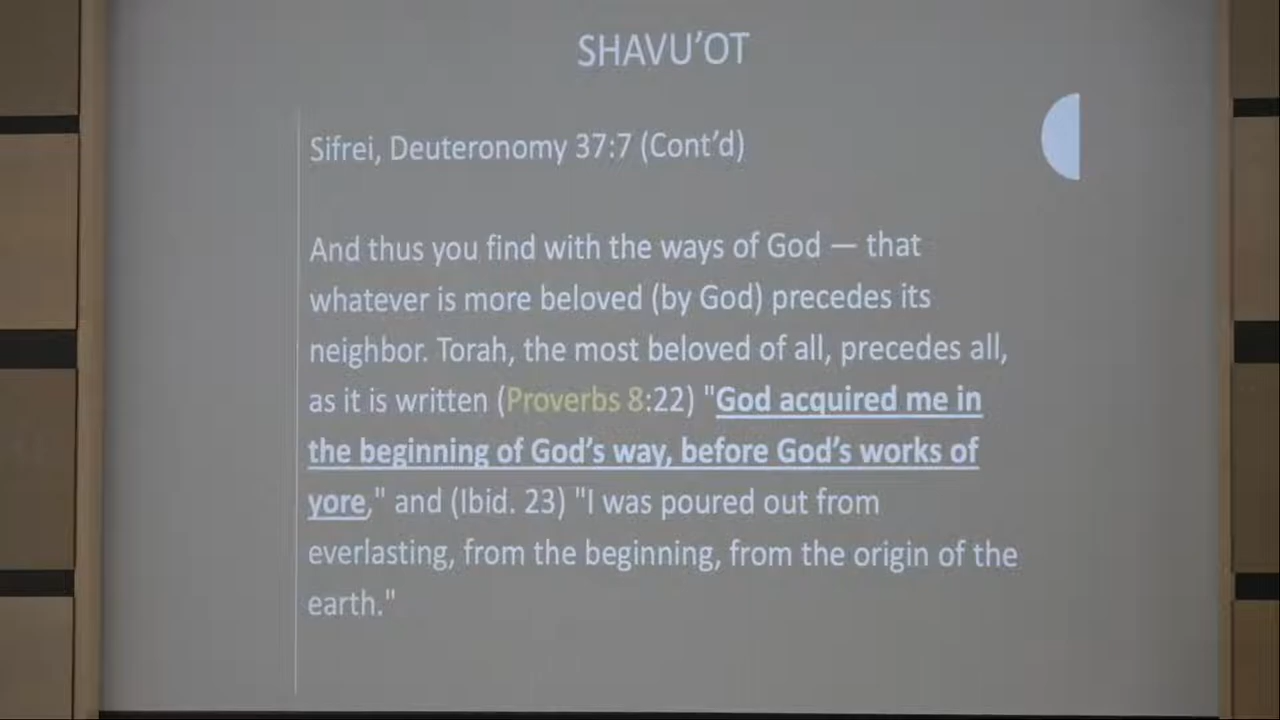 SHAVU’OT
Sifrei, Deuteronomy 37:7 (Cont’d)
And thus you find with the ways of God — that
whatever is more beloved (by God) precedes its
neighbor. Torah, the most beloved of all, precedes all,
as it is written (Proverbs 8:22) "God acquired me in
the beginning of God’s way, before God’s works of
yore," and (Ibid. 23) "I was poured out from
everlasting, from the beginning, from the origin of the
earth."